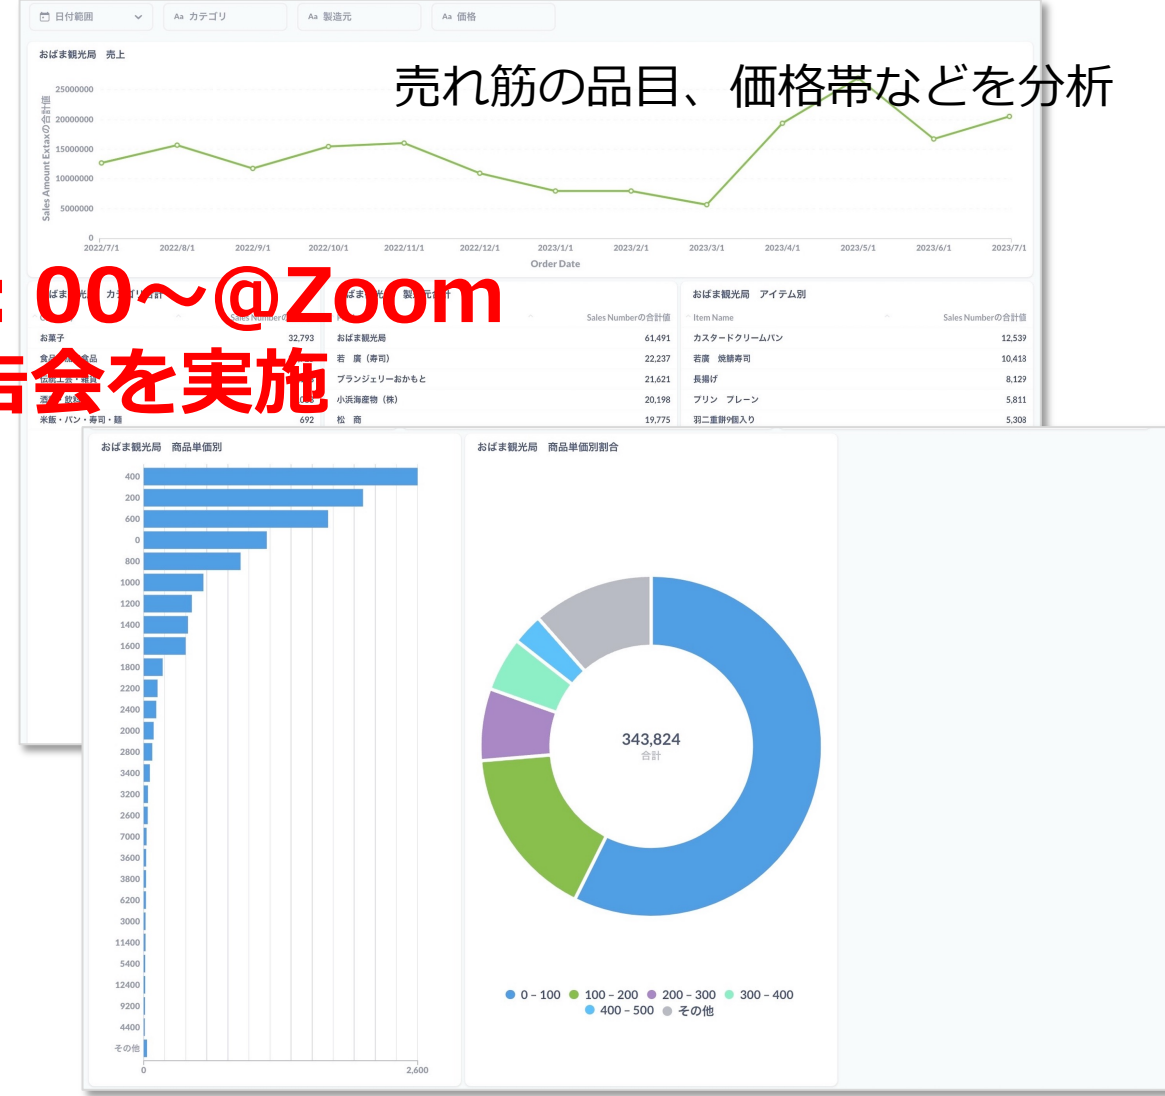 日付範囲
Aa カテゴリ
Aa 製造元
Aa 価格
おばま観光局　売上
売れ筋の品目、価格帯などを分析
Sales Amount Extaxの合計値
25000000
20000000
15000000
10000000
5000000
0
2022/7/1 2022/8/1 2022/9/1 2022/10/1 2022/11/1 2022/12/1 2023/1/1 2023/2/1 2023/3/1 2023/4/1 2023/5/1 2023/6/1 2023/7/1
Order Date
00～@Zoom
会を実施
おばま観光局　アイテム別
Sales Numberの合計値
Item Name
Sales Numberの合計値
お菓子 32,793
おばま観光局 61,491
カスタードクリームパン 12,539
若　廣（寿司） 22,237
若廣　焼鯖寿司 10,418
ブランジェリーおかもと 21,621
長揚げ 8,129
小浜海産物（株） 20,198
プリン　プレーン 5,811
米飯・パン・寿司・麺 692
松　商 19,775
羽二重餅9個入り 5,308
おばま観光局　商品単価別
400
200
600
0
800
1000
1200
1400
1600
1800
2200
2400
2000
2800
3400
3200
2600
7000
3600
3800
6200
3000
11400
5400
12400
9200
4400
その他
0 2,600
おばま観光局　商品単価別割合
343,824
合計
0 – 100 100 – 200 200 – 300 300 – 400
400 – 500 その他